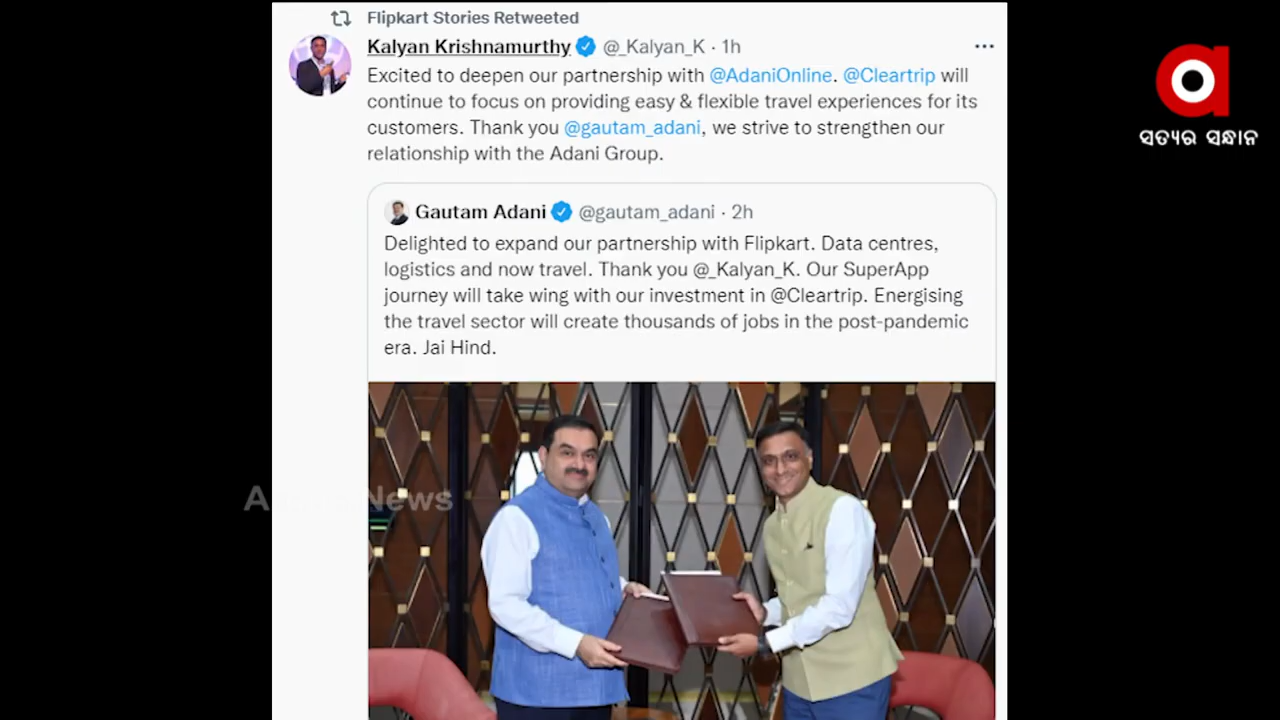 Flipkart Stories Retweeted
Kalyan Krishnamurthy @_Kalyan_K · 1h
Excited to deepen our partnership with @AdaniOnline. @Cleartrip will
continue to focus on providing easy & flexible travel experiences for its
customers. Thank you @gautam_adani, we strive to strengthen our
relationship with the Adani Group.
Gautam Adani @gautam_adani · 2h
Delighted to expand our partnership with Flipkart. Data centres,
logistics and now travel. Thank you @_Kalyan_K. Our SuperApp
journey will take wing with our investment in @Cleartrip. Energising
the travel sector will create thousands of jobs in the post-pandemic
era. Jai Hind.
ସତ୍ୟର ସନ୍ଧାନ
News